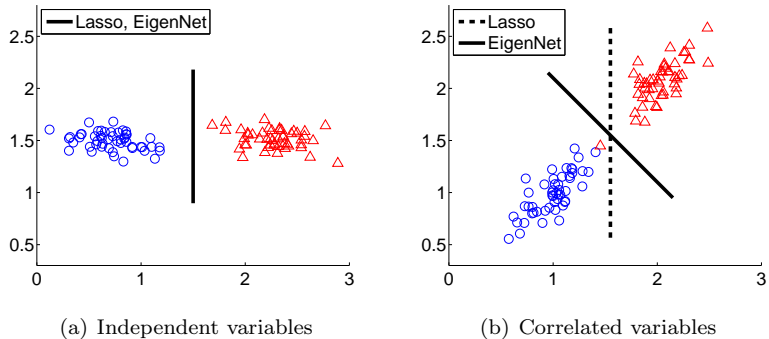 Lasso, EigenNet
2.5
2
1.5
1
0.5
0 1 2 3
(a) Independent variables
Lasso
EigenNet
2.5
2
1.5
1
0.5
0 1 2 3
(b) Correlated variables